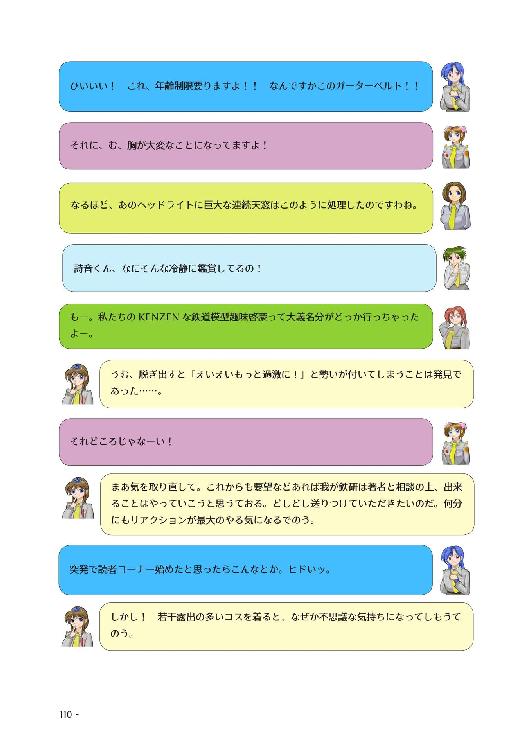 ひいいい！　これ、年齢制限要りますよ！！　なんですかこのガーターベルト！！
それに、む、胸が大変なことになってますよ！
なるほど、あのヘッドライトに巨大な連続天窓はこのように処理したのですわね。
詩音くん、なにそんな冷静に鑑賞してるの！
もー。私たちの KENZEN な鉄道模型趣味啓蒙って大義名分がどっか行っちゃった
よー。
うむ、脱ぎ出すと「えいえいもっと過激に！」と勢いが付いてしまうことは発見で
あった……。
それどころじゃなーい！
まあ気を取り直して。これからも要望などあれば我が鉄研は著者と相談の上、出来
ることはやっていこうと思うておる。どしどし送りつけていただきたいのだ。何分
にもリアクションが最大のやる気になるでのう。
突発で読者コーナー始めたと思ったらこんなとか。ヒドいッ。
しかし！　若干露出の多いコスを着ると、なぜか不思議な気持ちになってしもうて
のう。
110 -